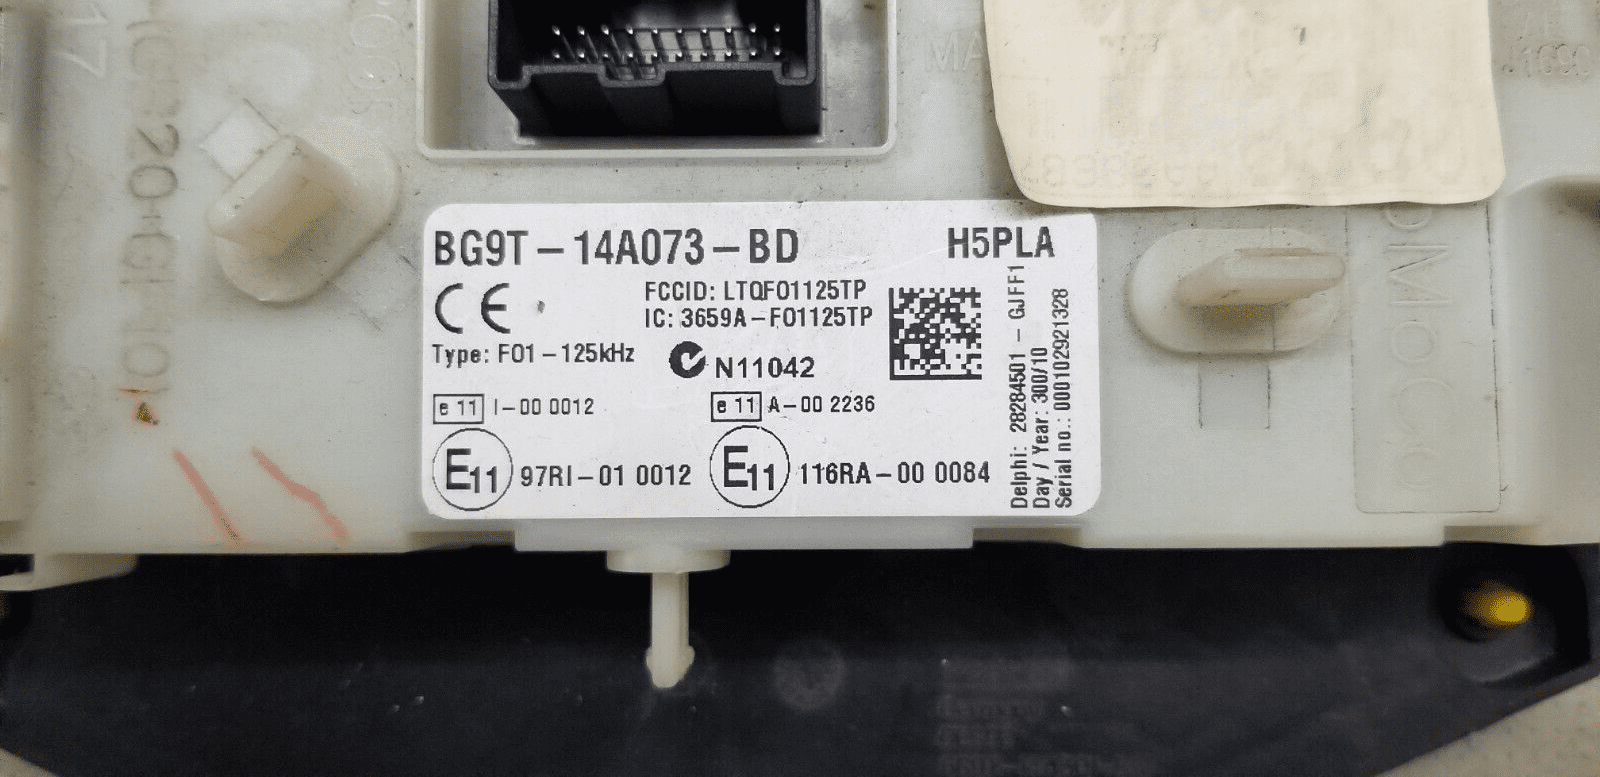 17
BG9T-14A073-BD
H5PLA
FCCID: LTQF01125TP
IC: 3659A-F01125TP
Type: F01-125kHz
N11042
e 11 I-00 0012
e 11 A-00 2236
E11 97RI-01 0012
E11 116RA-00 0084
Delphi: 28284501 - GJFF1
Day / Year: 300/10
Serial no.: 000102921328